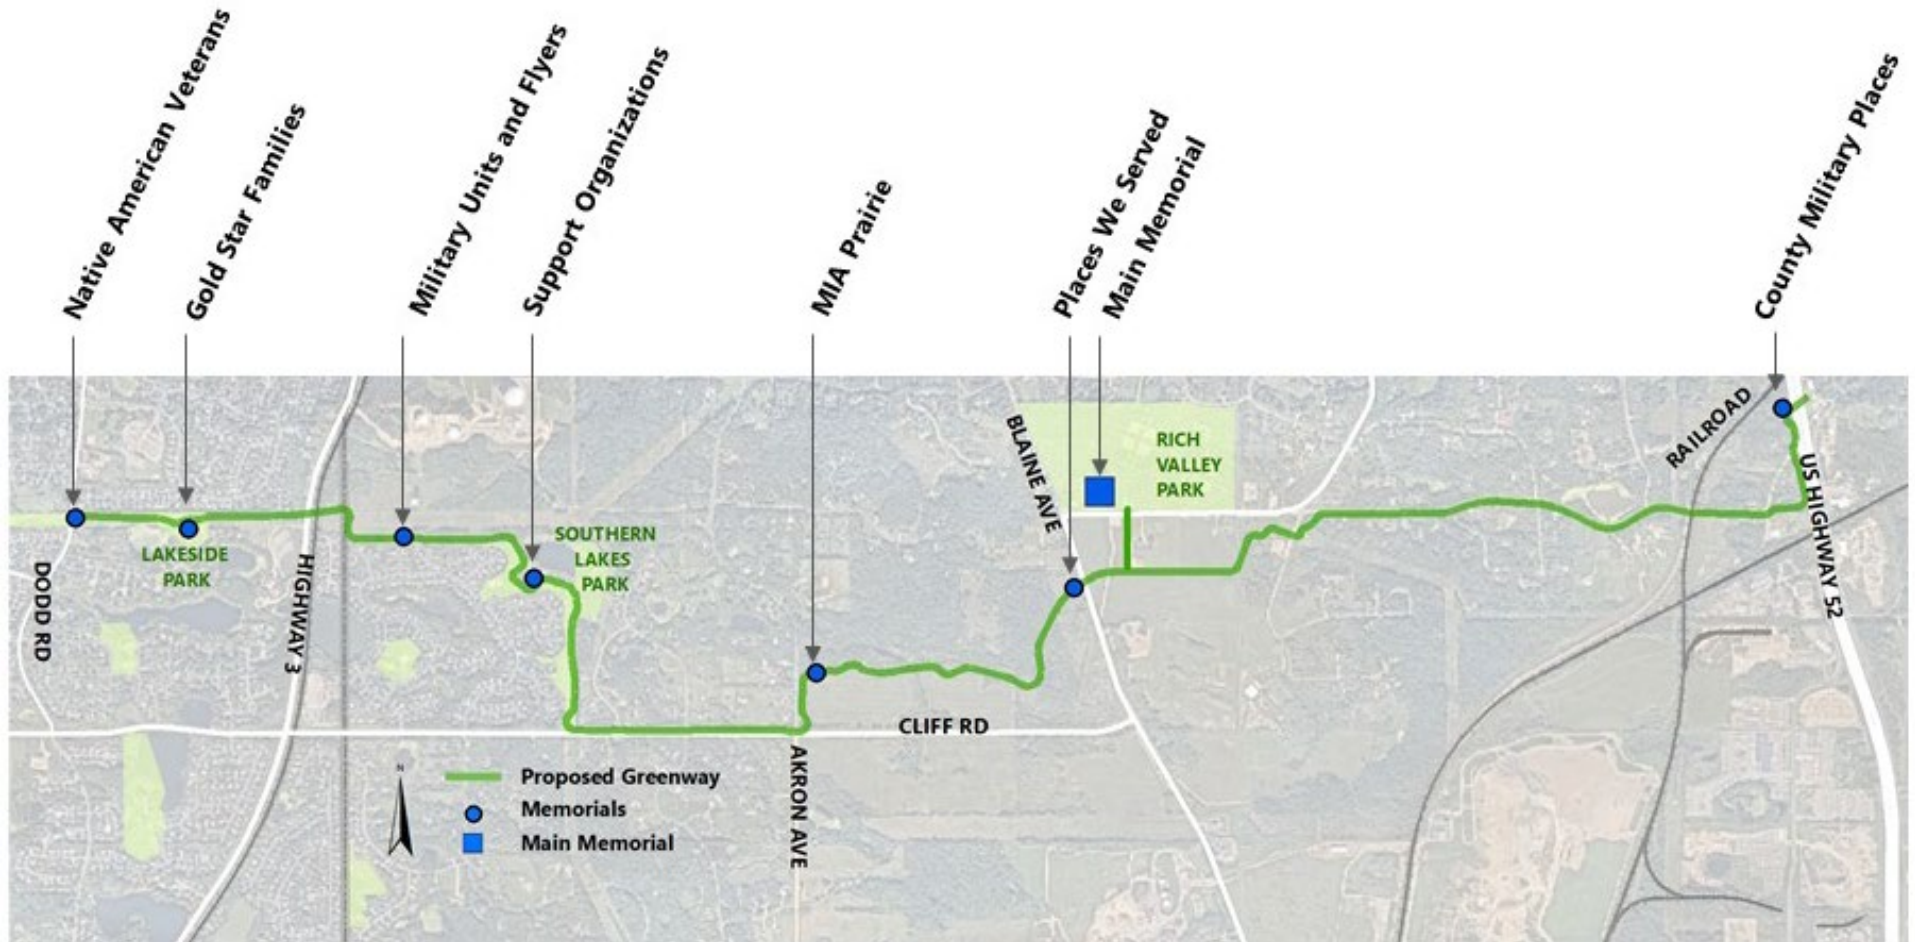 Native American Veterans
Gold Star Families
Military Units and Flyers
Support Organizations
MIA Prairie
Places We Served
Main Memorial
County Military Places
RAILROAD
BLAINE AVE
RICH
VALLEY
PARK
US HIGHWAY 52
SOUTHERN
LAKES
PARK
LAKESIDE
PARK
DODD RD
HIGHWAY 3
CLIFF RD
AKRON AVE
N
Proposed Greenway
Memorials
Main Memorial